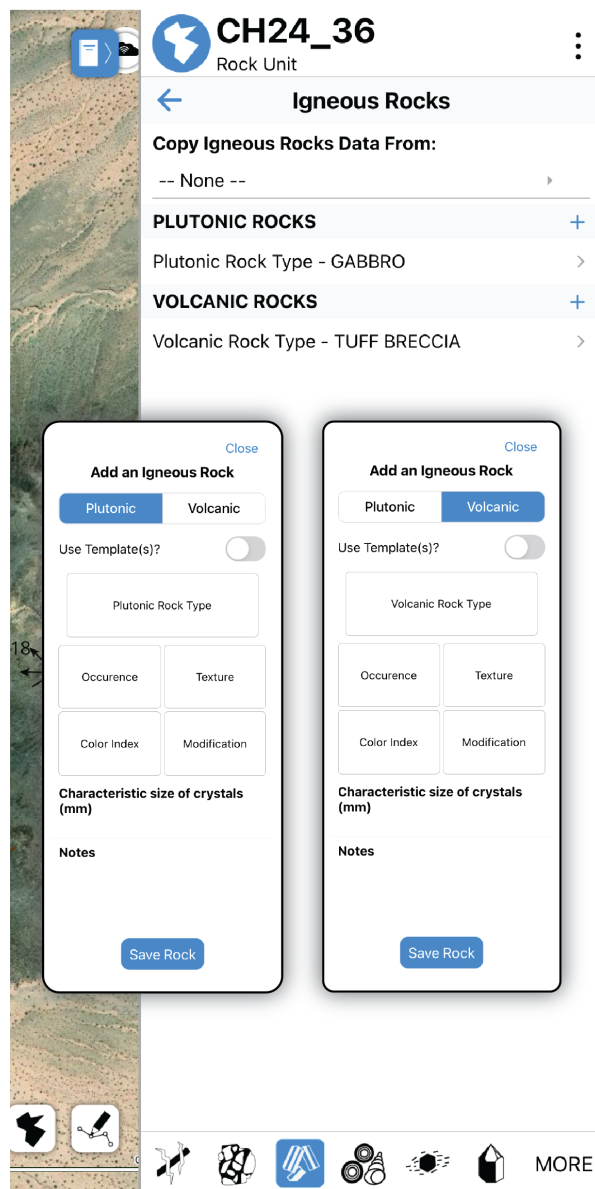 CH24_36
Rock Unit
Igneous Rocks
Copy Igneous Rocks Data From:
-- None --
PLUTONIC ROCKS
Plutonic Rock Type - GABBRO
VOLCANIC ROCKS
Volcanic Rock Type - TUFF BRECCIA
Close
Add an Igneous Rock
Plutonic Volcanic
Use Template(s)?
Plutonic Rock Type
Occurence Texture
Color Index Modification
Characteristic size of crystals
(mm)
Notes
Save Rock
Close
Add an Igneous Rock
Plutonic Volcanic
Use Template(s)?
Volcanic Rock Type
Occurence Texture
Color Index Modification
Characteristic size of crystals
(mm)
Notes
Save Rock
18
MORE